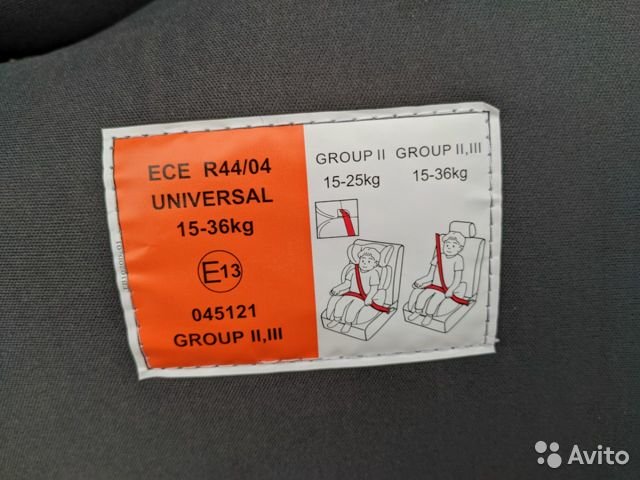 ECE R44/04
UNIVERSAL
15-36kg
E13
045121
GROUP II,III
GROUP II
15-25kg
GROUP II,III
15-36kg
Avito